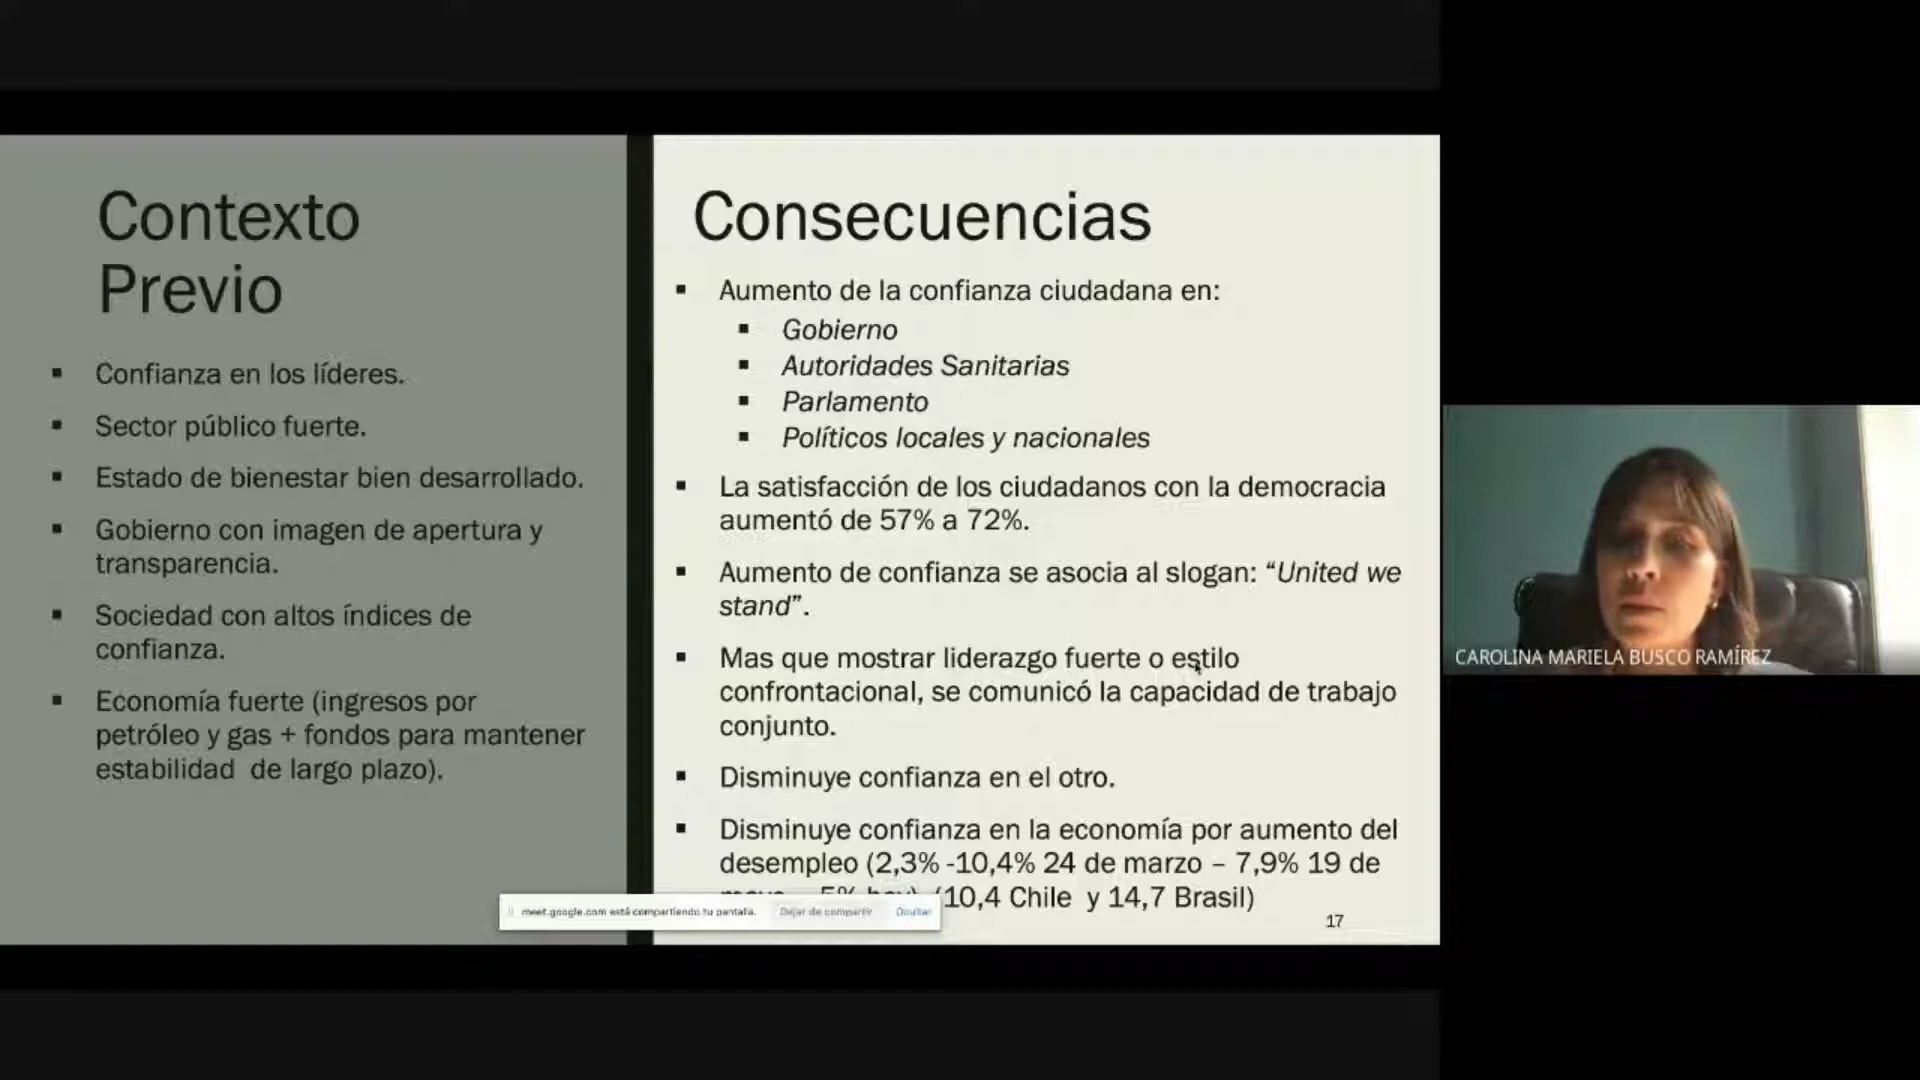 Contexto
Previo
▪ Confianza en los líderes.
▪ Sector público fuerte.
▪ Estado de bienestar bien desarrollado.
▪ Gobierno con imagen de apertura y
transparencia.
▪ Sociedad con altos índices de
confianza.
▪ Economía fuerte (ingresos por
petróleo y gas + fondos para mantener
estabilidad de largo plazo).
Consecuencias
▪ Aumento de la confianza ciudadana en:
▪ Gobierno
▪ Autoridades Sanitarias
▪ Parlamento
▪ Políticos locales y nacionales
▪ La satisfacción de los ciudadanos con la democracia
aumentó de 57% a 72%.
▪ Aumento de confianza se asocia al slogan: “United we
stand”.
▪ Mas que mostrar liderazgo fuerte o estilo
confrontacional, se comunicó la capacidad de trabajo
conjunto.
▪ Disminuye confianza en el otro.
▪ Disminuye confianza en la economía por aumento del
desempleo (2,3% -10,4% 24 de marzo – 7,9% 19 de
(10,4 Chile y 14,7 Brasil)
meet.google.com está compartiendo tu pantalla. Dejar de compartir Ocultar
17
CAROLINA MARIELA BUSCO RAMÍREZ